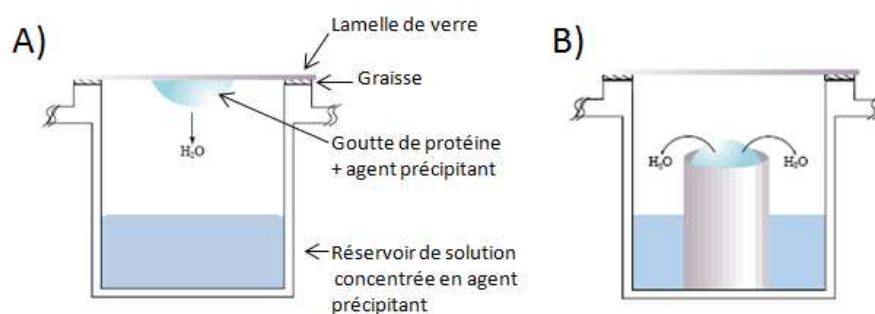 A)
Lamelle de verre
Graisse
Goutte de protéine
+ agent précipitant
H₂O
Réservoir de solution
concentrée en agent
précipitant
B)
H₂O
H₂O